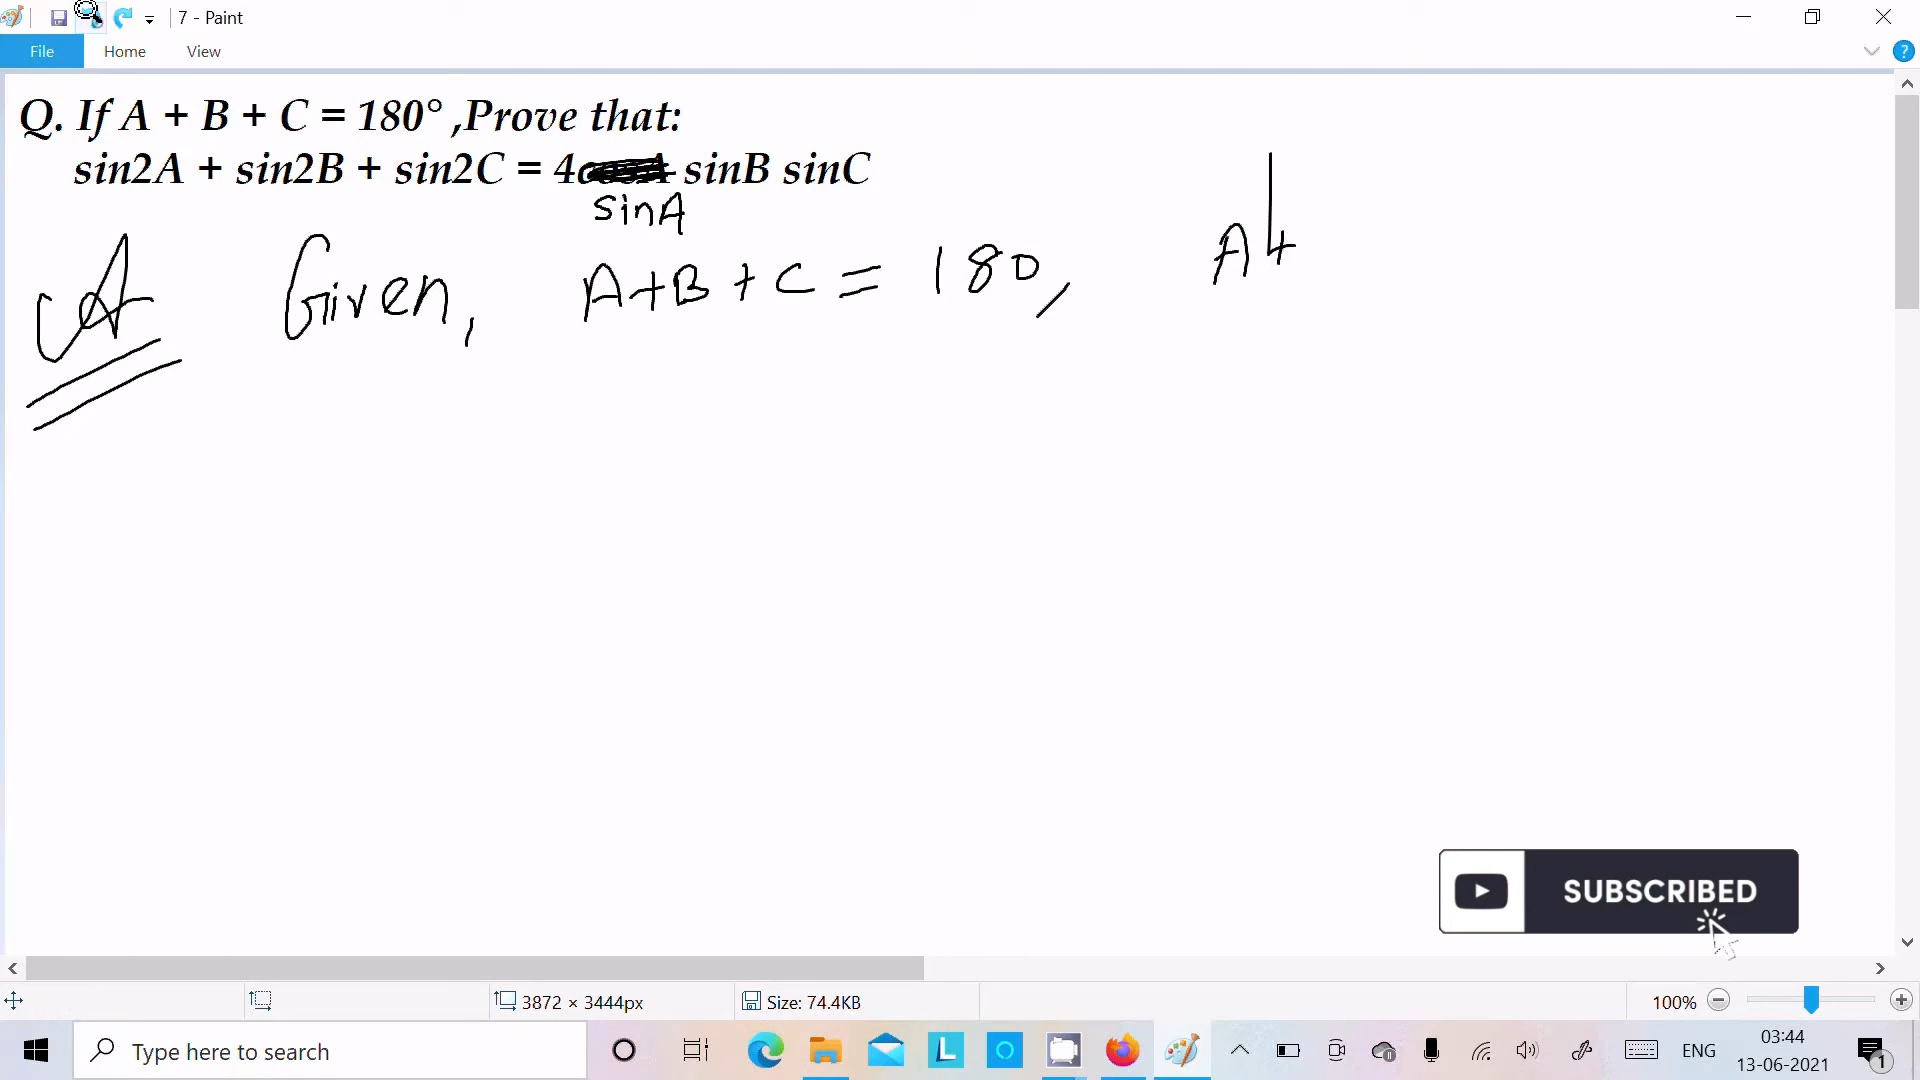 7 - Paint
File Home View
Q. If A + B + C = 180° ,Prove that:
sin2A + sin2B + sin2C = 4 sinB sinC
sinA
A Given, A+B+C = 180, A+
SUBSCRIBED
3872 × 3444px Size: 74.4KB 100%
Type here to search
ENG
03:44
13-06-2021
1